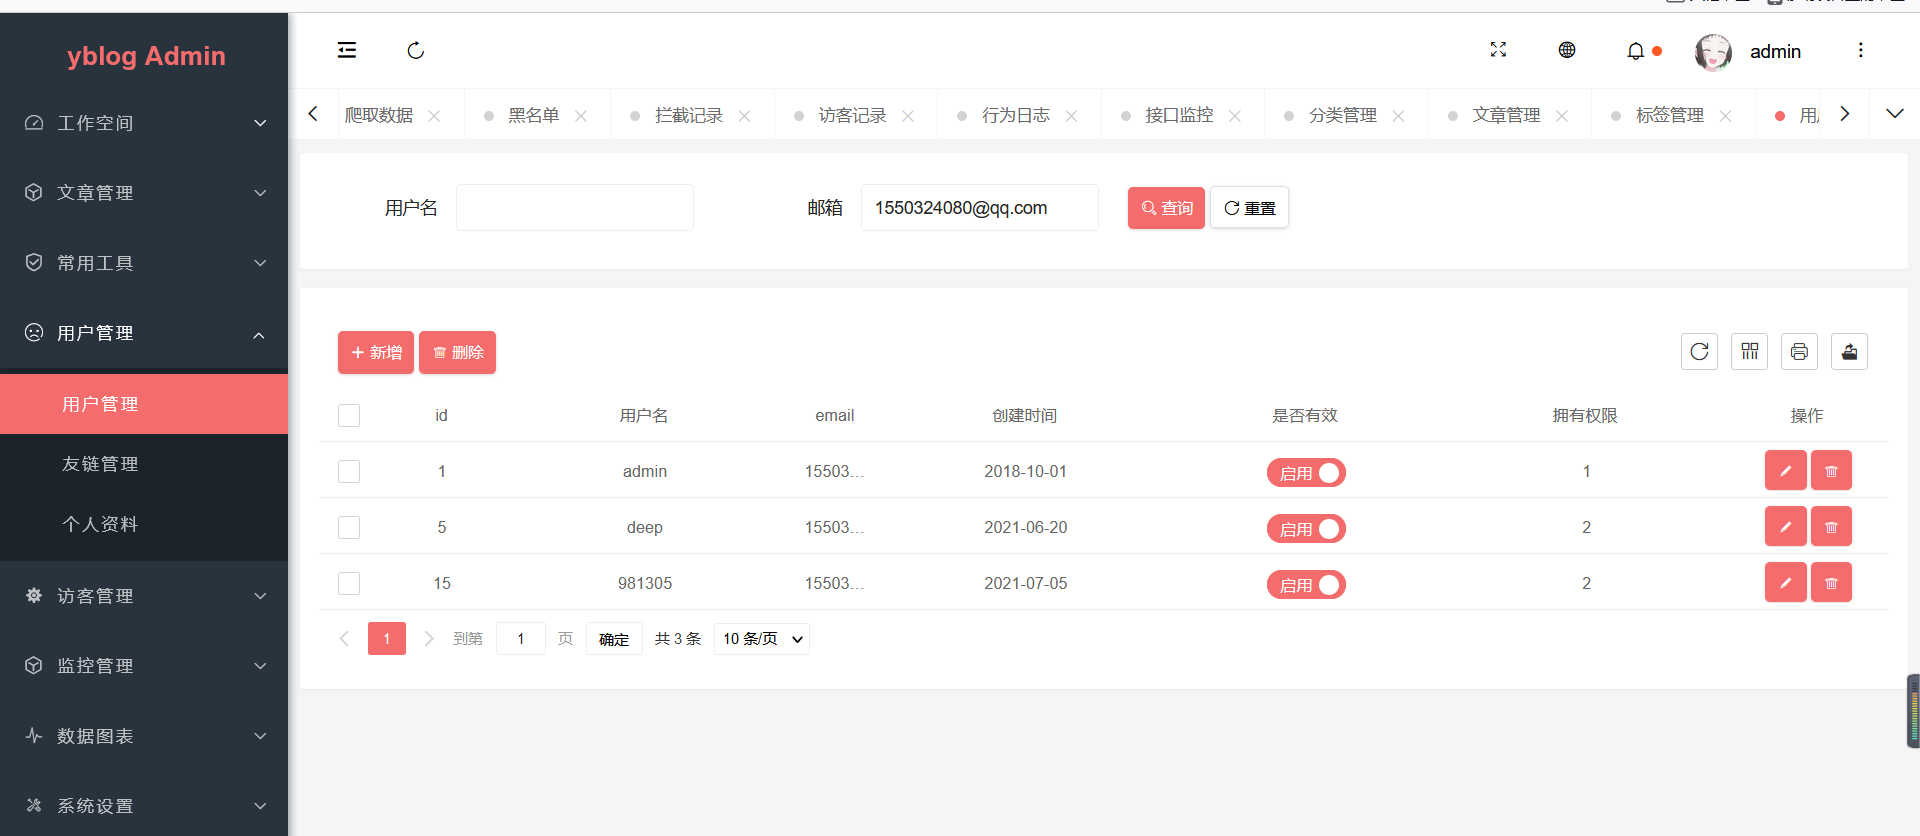 yblog Admin
admin
爬取数据
黑名单
拦截记录
访客记录
行为日志
接口监控
分类管理
文章管理
标签管理
工作空间
文章管理
常用工具
用户管理
用户管理
友链管理
个人资料
访客管理
监控管理
数据图表
系统设置
用户名
邮箱 1550324080@qq.com 查询 重置
新增 删除
id 用户名 email 创建时间 是否有效 拥有权限 操作
1 admin 15503... 2018-10-01 启用 1
5 deep 15503... 2021-06-20 启用 2
15 981305 15503... 2021-07-05 启用 2
1 到第 1 页 确定 共 3 条 10 条/页